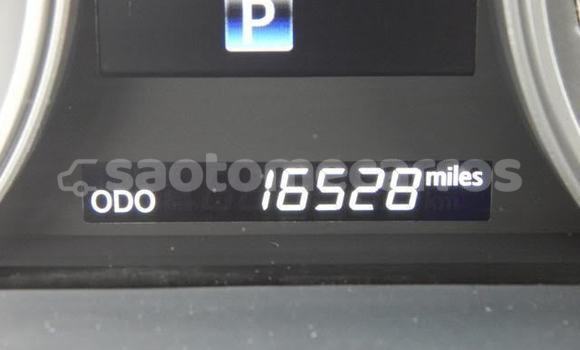 P
saotomecarros
ODO 16528 miles